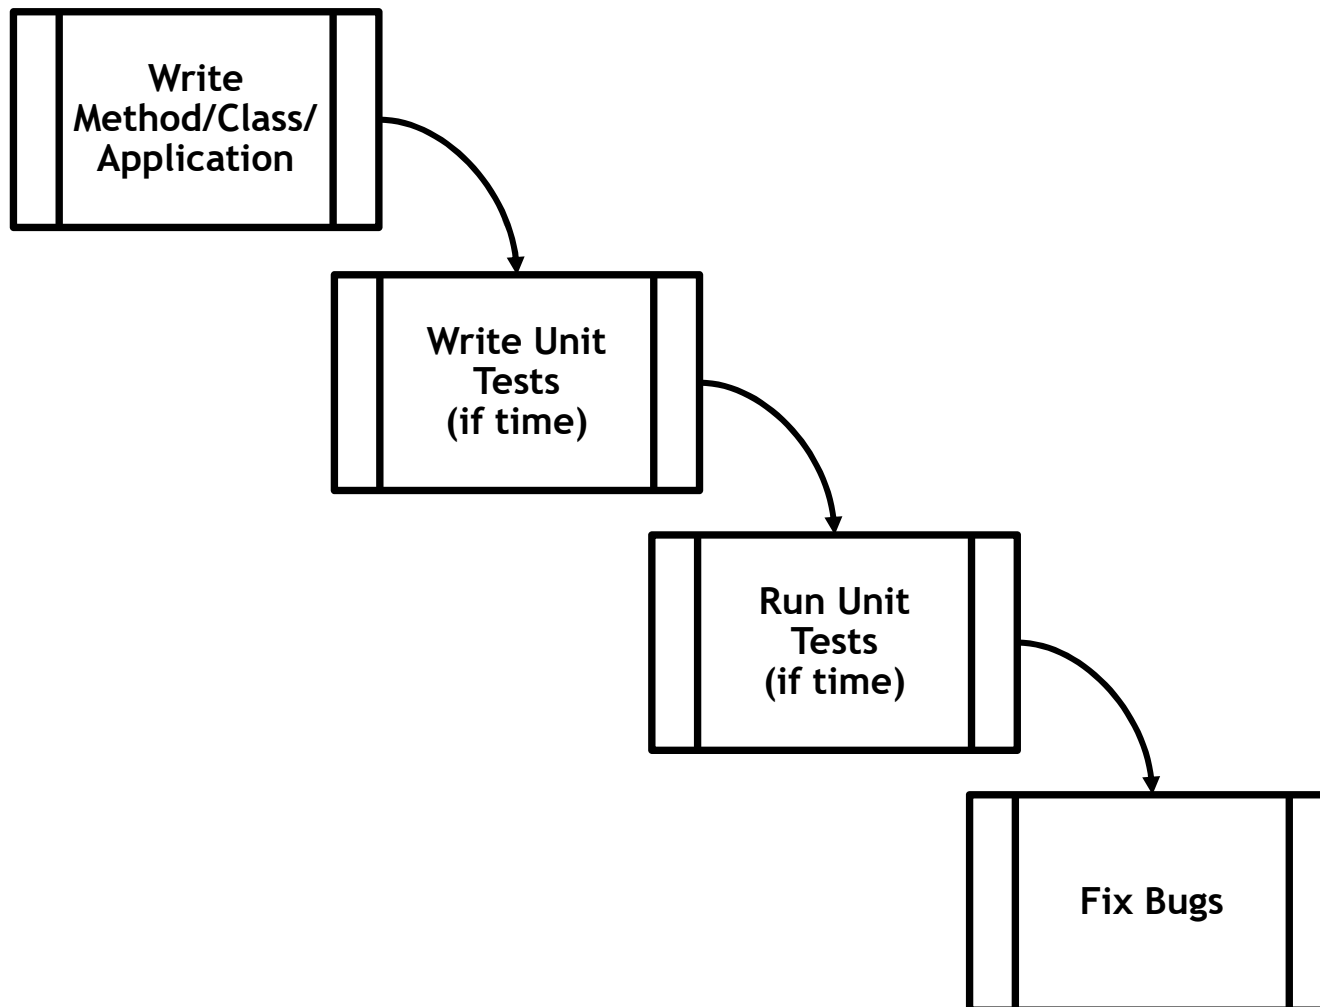 Write
Method/Class/
Application
Write Unit
Tests
(if time)
Run Unit
Tests
(if time)
Fix Bugs